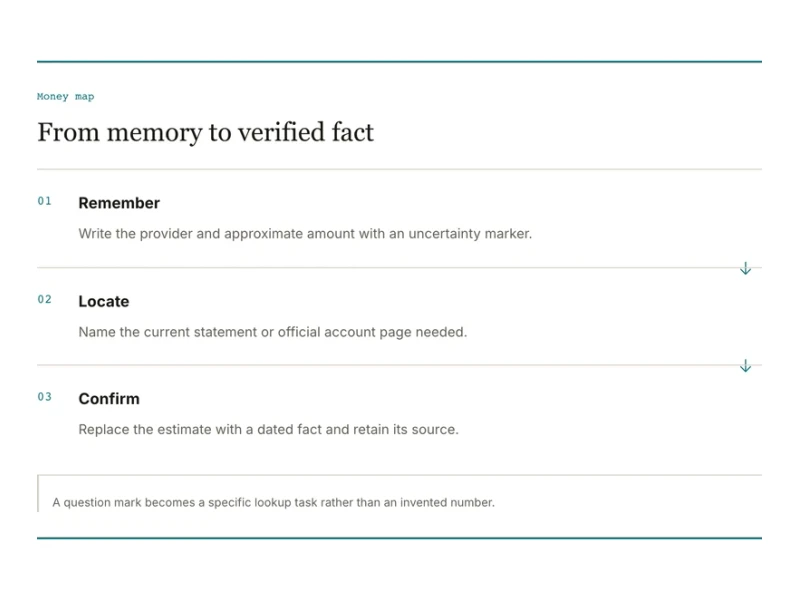 Money map
From memory to verified fact
01 Remember
Write the provider and approximate amount with an uncertainty marker.
02 Locate
Name the current statement or official account page needed.
03 Confirm
Replace the estimate with a dated fact and retain its source.
A question mark becomes a specific lookup task rather than an invented number.